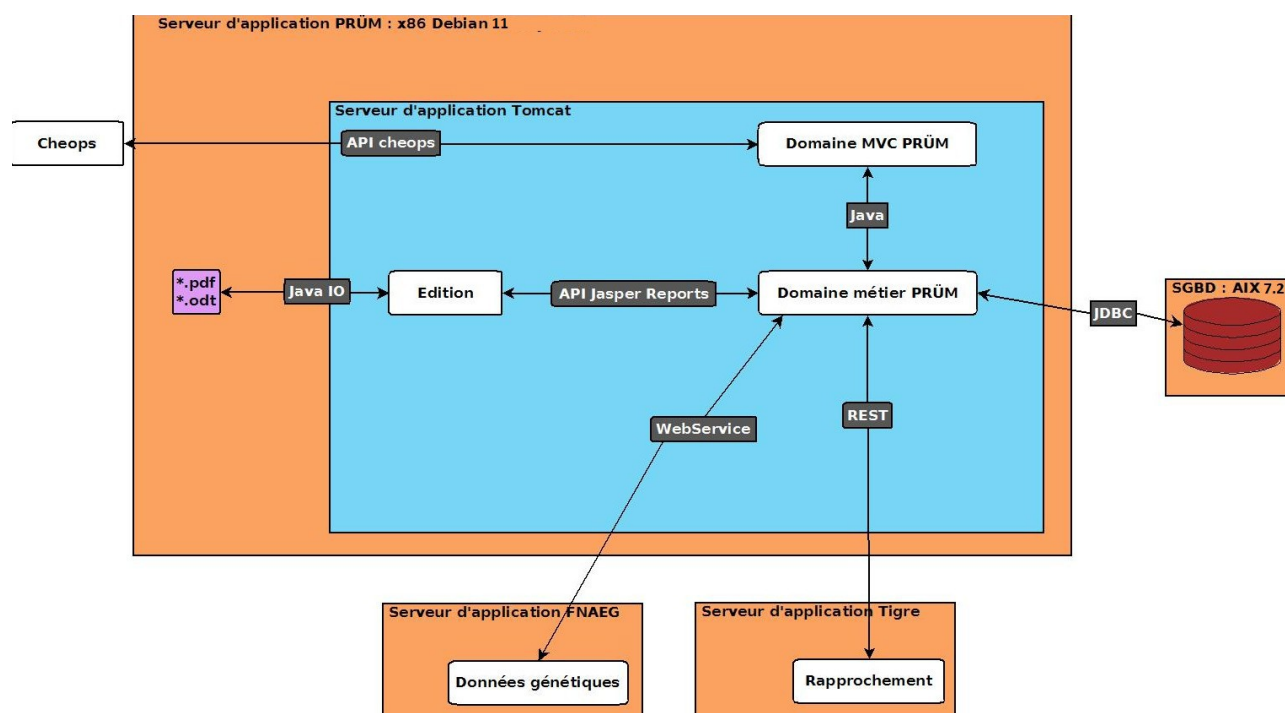 Serveur d'application PRÜM : x86 Debian 11
Serveur d'application Tomcat
Cheops
API cheops
Domaine MVC PRÜM
Java
*.pdf
*.odt
Java IO
Edition
API Jasper Reports
Domaine métier PRÜM
JDBC
SGBD : AIX 7.2
WebService
REST
Serveur d'application FNAEG
Données génétiques
Serveur d'application Tigre
Rapprochement